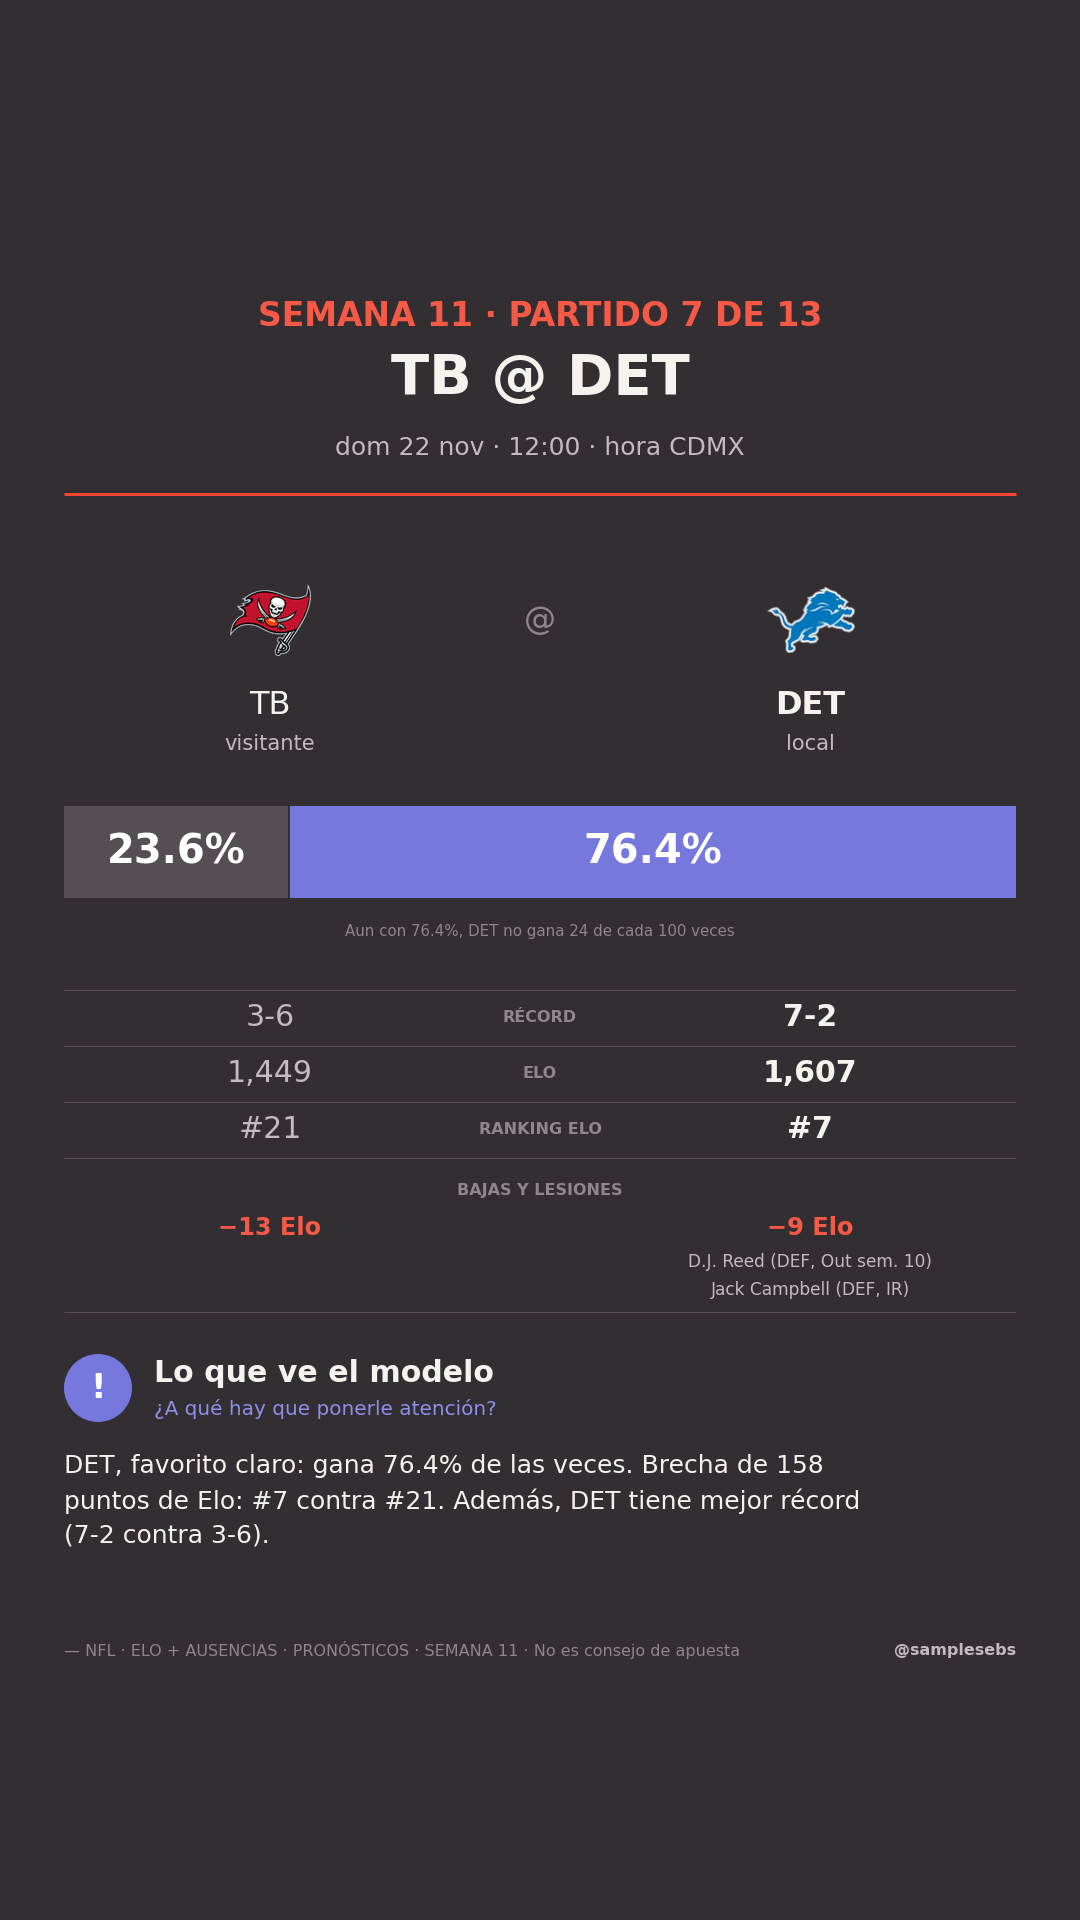 SEMANA 11 · PARTIDO 7 DE 13
TB @ DET
dom 22 nov · 12:00 · hora CDMX
@
TB
DET
visitante
local
23.6%
76.4%
Aun con 76.4%, DET no gana 24 de cada 100 veces
3-6 RÉCORD 7-2
1,449 ELO 1,607
#21 RANKING ELO #7
BAJAS Y LESIONES
−13 Elo
−9 Elo
D.J. Reed (DEF, Out sem. 10)
Jack Campbell (DEF, IR)
!
Lo que ve el modelo
¿A qué hay que ponerle atención?
DET, favorito claro: gana 76.4% de las veces. Brecha de 158
puntos de Elo: #7 contra #21. Además, DET tiene mejor récord
(7-2 contra 3-6).
— NFL · ELO + AUSENCIAS · PRONÓSTICOS · SEMANA 11 · No es consejo de apuesta
@samplesebs